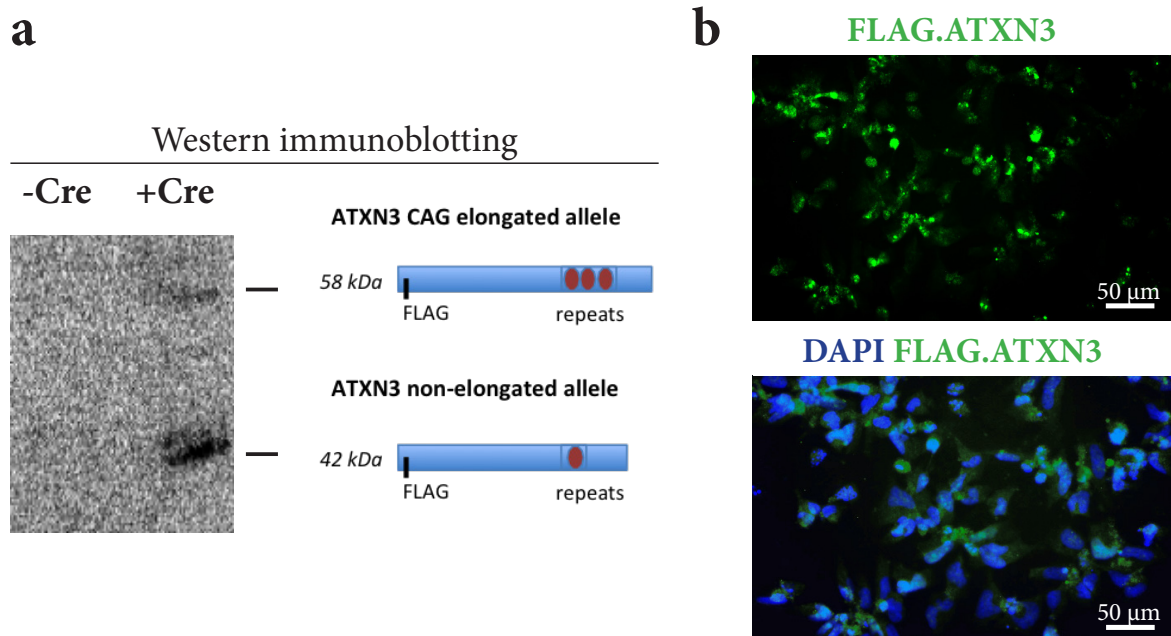 a
Western immunoblotting
-Cre +Cre
ATXN3 CAG elongated allele
58 kDa
FLAG
repeats
ATXN3 non-elongated allele
42 kDa
FLAG
repeats
b
FLAG.ATXN3
50 µm
DAPI FLAG.ATXN3
50 µm